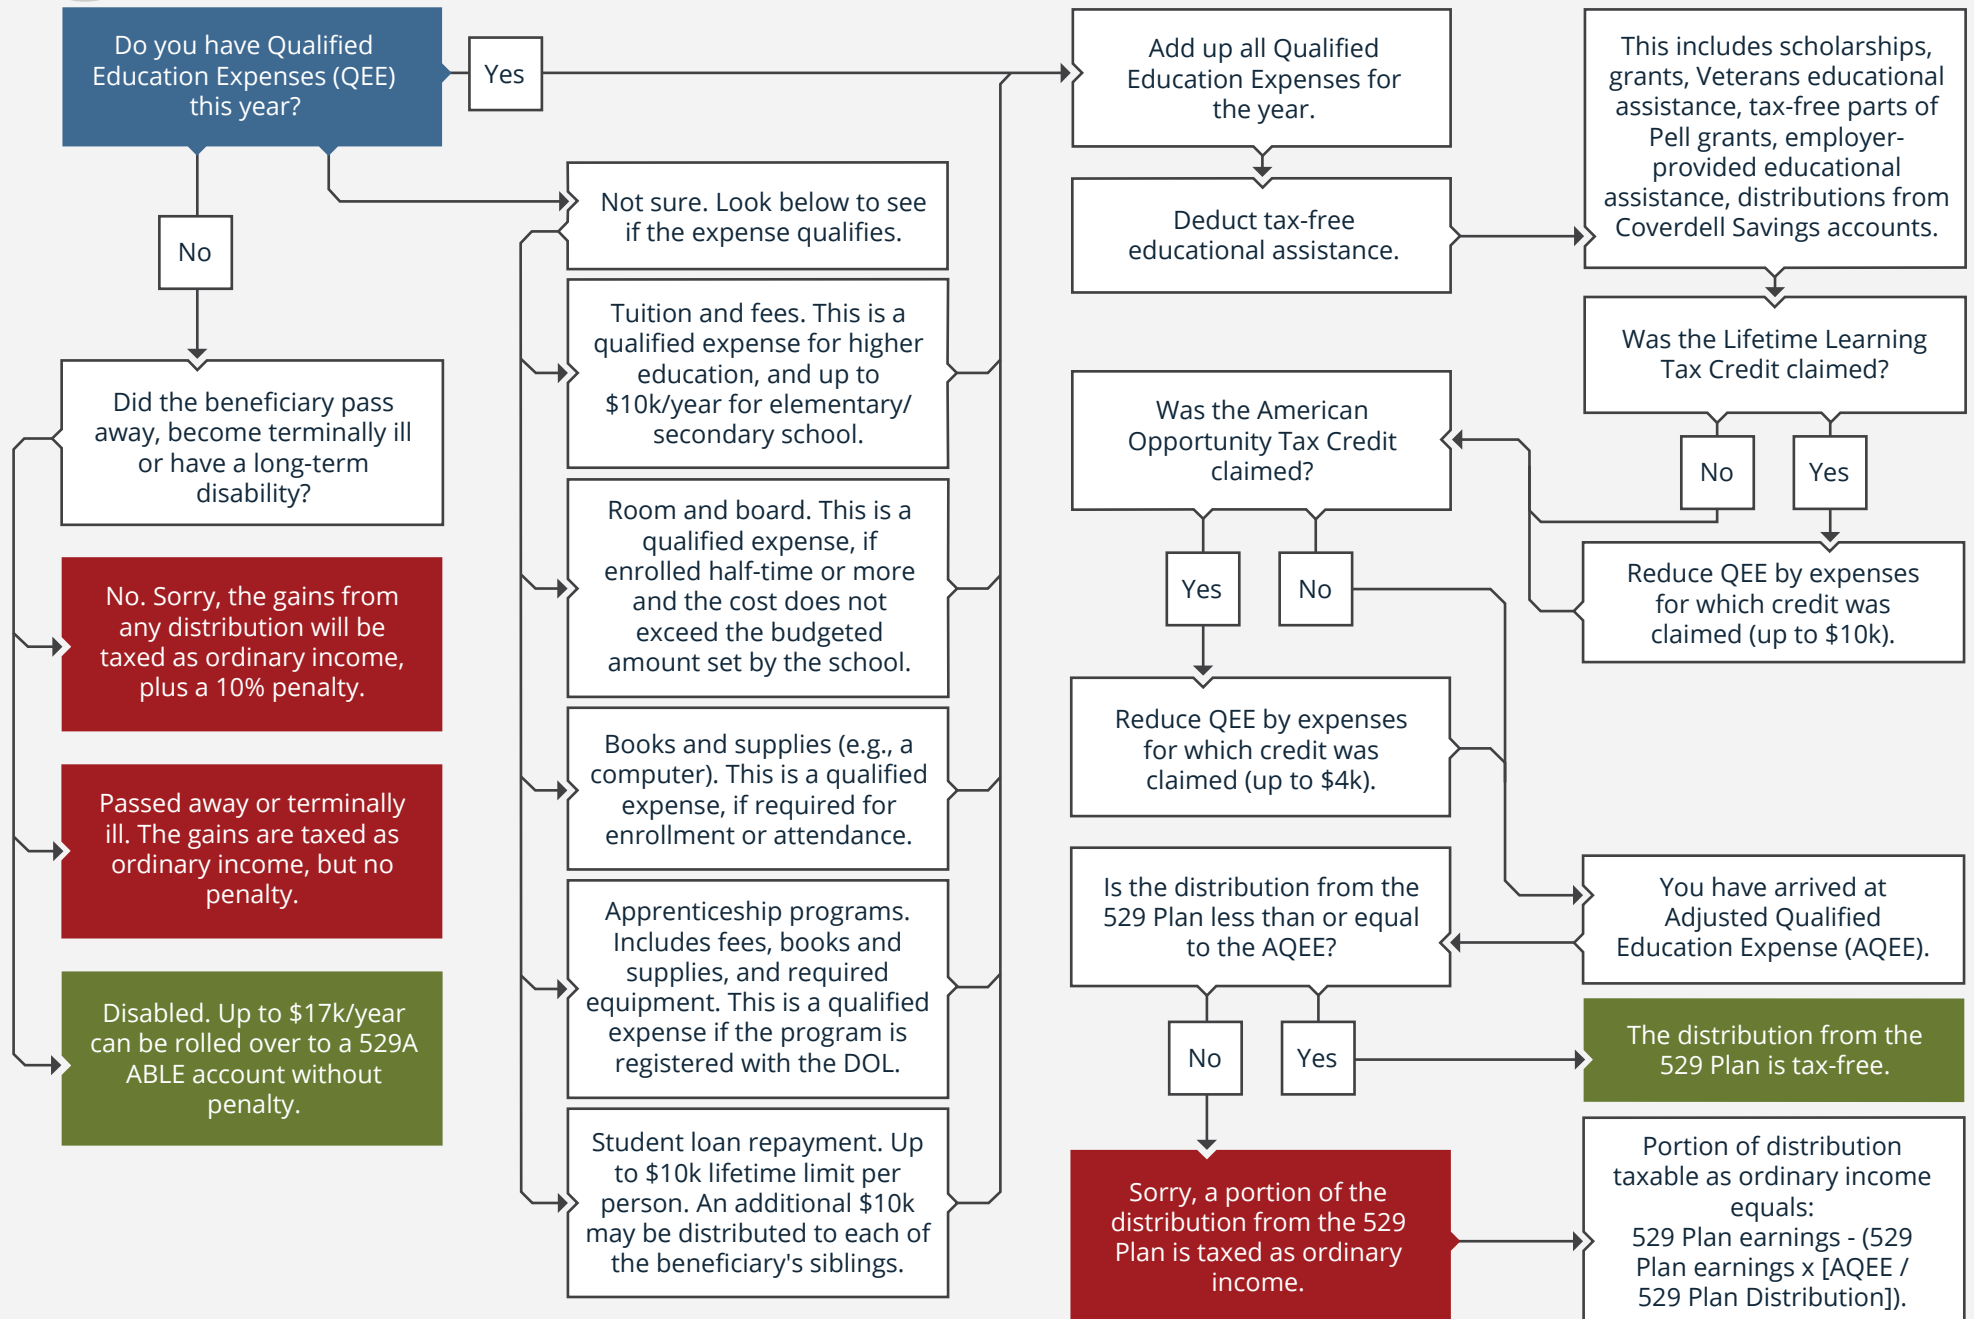 Do you have Qualified
Education Expenses (QEE)
this year?
Yes
No
Did the beneficiary pass
away, become terminally ill
or have a long-term
disability?
No. Sorry, the gains from
any distribution will be
taxed as ordinary income,
plus a 10% penalty.
Passed away or terminally
ill. The gains are taxed as
ordinary income, but no
penalty.
Disabled. Up to $17k/year
can be rolled over to a 529A
ABLE account without
penalty.
Not sure. Look below to see
if the expense qualifies.
Tuition and fees. This is a
qualified expense for higher
education, and up to
$10k/year for elementary/
secondary school.
Room and board. This is a
qualified expense, if
enrolled half-time or more
and the cost does not
exceed the budgeted
amount set by the school.
Books and supplies (e.g., a
computer). This is a qualified
expense, if required for
enrollment or attendance.
Apprenticeship programs.
Includes fees, books and
supplies, and required
equipment. This is a qualified
expense if the program is
registered with the DOL.
Student loan repayment. Up
to $10k lifetime limit per
person. An additional $10k
may be distributed to each of
the beneficiary's siblings.
Add up all Qualified
Education Expenses for
the year.
Deduct tax-free
educational assistance.
This includes scholarships,
grants, Veterans educational
assistance, tax-free parts of
Pell grants, employer-
provided educational
assistance, distributions from
Coverdell Savings accounts.
Was the Lifetime Learning
Tax Credit claimed?
No
Yes
Reduce QEE by expenses
for which credit was
claimed (up to $10k).
Was the American
Opportunity Tax Credit
claimed?
Yes
No
Reduce QEE by expenses
for which credit was
claimed (up to $4k).
You have arrived at
Adjusted Qualified
Education Expense (AQEE).
Is the distribution from the
529 Plan less than or equal
to the AQEE?
No
Yes
The distribution from the
529 Plan is tax-free.
Sorry, a portion of the
distribution from the 529
Plan is taxed as ordinary
income.
Portion of distribution
taxable as ordinary income
equals:
529 Plan earnings - (529
Plan earnings x [AQEE /
529 Plan Distribution]).